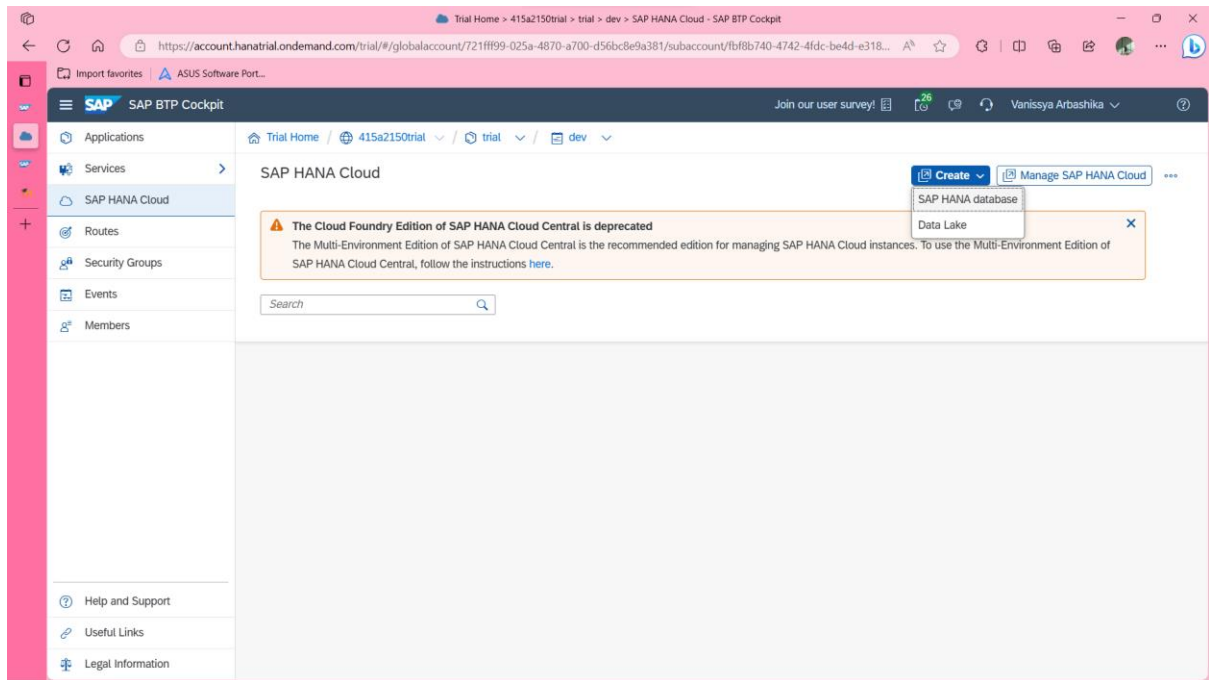 Trial Home > 415a2150trial > trial > dev > SAP HANA Cloud - SAP BTP Cockpit
https://account.hanatrial.ondemand.com/trial/#/globalaccount/721fff99-025a-4870-a700-d56bc8e9a381/subaccount/fbf8b740-4742-4fdc-be4d-e318...
Import favorites
ASUS Software Port...
SAP SAP BTP Cockpit
Join our user survey!
26
Vanissya Arbashika
Applications
Services
SAP HANA Cloud
Routes
Security Groups
Events
Members
Help and Support
Useful Links
Legal Information
Trial Home / 415a2150trial / trial / dev
SAP HANA Cloud
Create
Manage SAP HANA Cloud
SAP HANA database
Data Lake
The Cloud Foundry Edition of SAP HANA Cloud Central is deprecated
The Multi-Environment Edition of SAP HANA Cloud Central is the recommended edition for managing SAP HANA Cloud instances. To use the Multi-Environment Edition of
SAP HANA Cloud Central, follow the instructions here.
Search